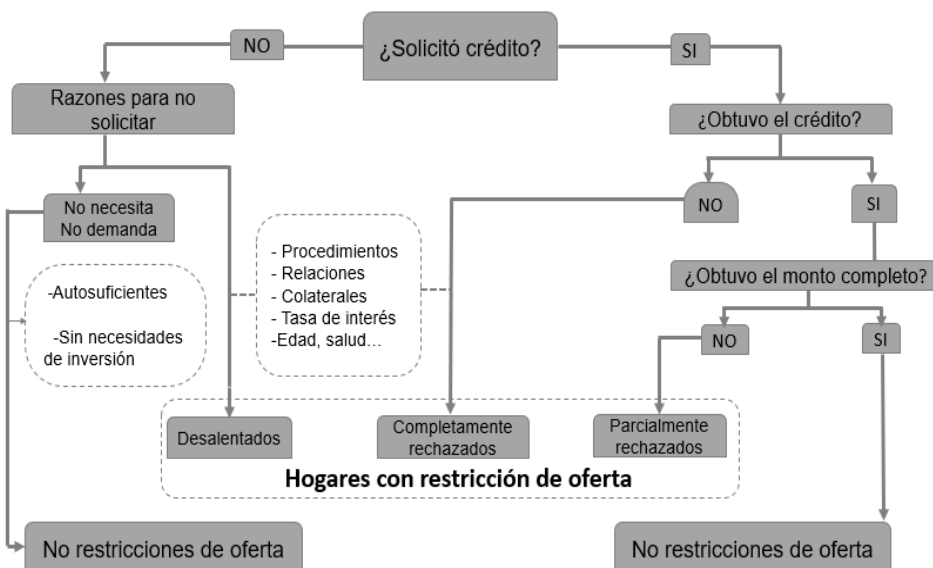 ¿Solicitó crédito?
NO
SI
Razones para no
solicitar
¿Obtuvo el crédito?
No necesita
No demanda
NO
SI
- Procedimientos
- Relaciones
- Colaterales
- Tasa de interés
-Edad, salud...
-Autosuficientes
-Sin necesidades
de inversión
¿Obtuvo el monto completo?
NO
SI
Desalentados
Completamente
rechazados
Parcialmente
rechazados
Hogares con restricción de oferta
No restricciones de oferta
No restricciones de oferta